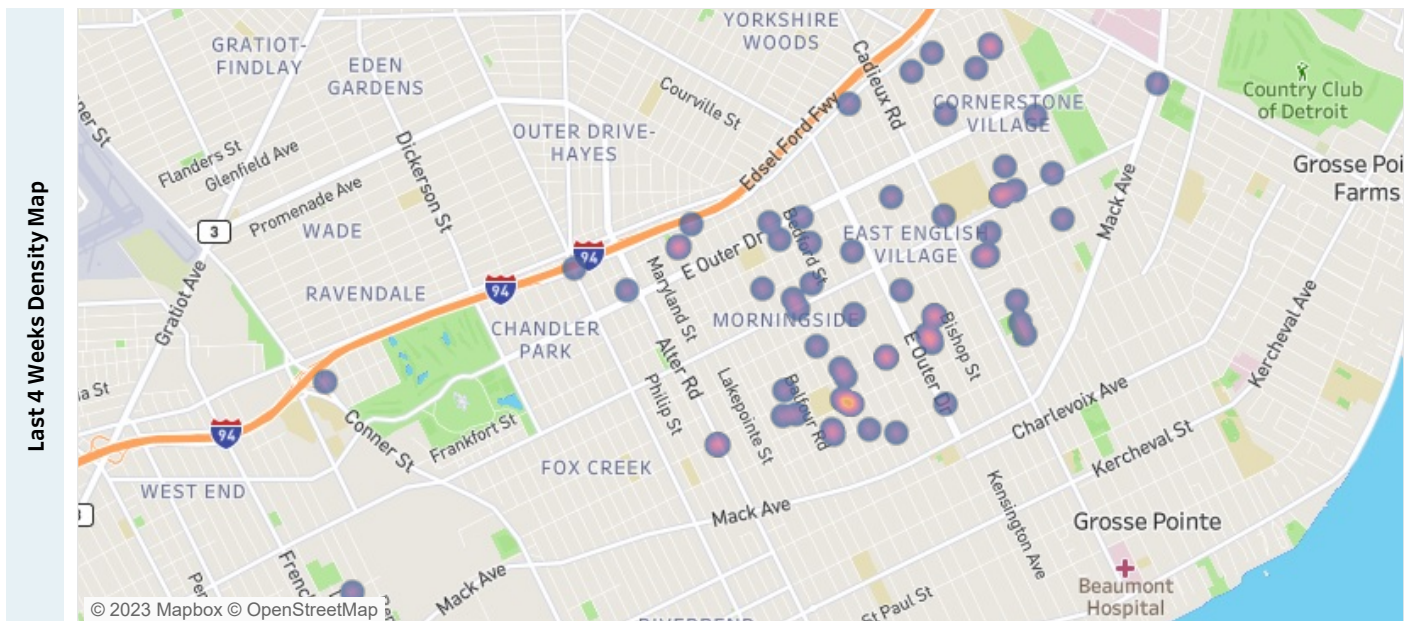 Last 4 Weeks Density Map
YORKSHIRE
WOODS
GRATIOT-
FINDLAY
EDEN
GARDENS
Cadieux Rd
Courville St
Country Club
of Detroit
CORNERSTONE
VILLAGE
Edsel Ford Fwy
OUTER DRIVE-
HAYES
Flanders St
Glenfield Ave
Dickerson St
Grosse Poi
Farms
Promenade Ave
Mack Ave
3
WADE
Bedford St
E Outer Dr
EAST ENGLISH
VILLAGE
94
94
Gratiot Ave
RAVENDALE
Maryland St
MORNINGSIDE
CHANDLER
PARK
Bishop St
E Outer Dr
Kercheval Ave
Alter Rd
Philip St
Lakepointe St
Balfour Rd
Charlevoix Ave
94
Conner St
Frankfort St
Kercheval St
FOX CREEK
WEST END
Kensington Ave
Mack Ave
Grosse Pointe
Mack Ave
Beaumont
Hospital
St Paul St
© 2023 Mapbox © OpenStreetMap